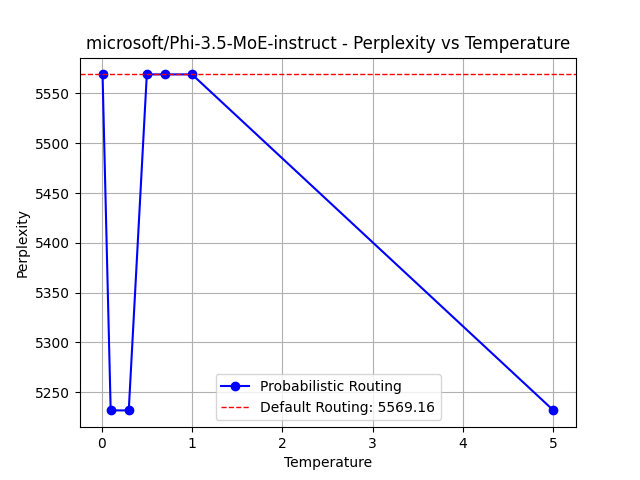 microsoft/Phi-3.5-MoE-instruct - Perplexity vs Temperature
5550
5500
5450
5400
5350
5300
5250
Perplexity
Probabilistic Routing
Default Routing: 5569.16
0 1 2 3 4 5
Temperature